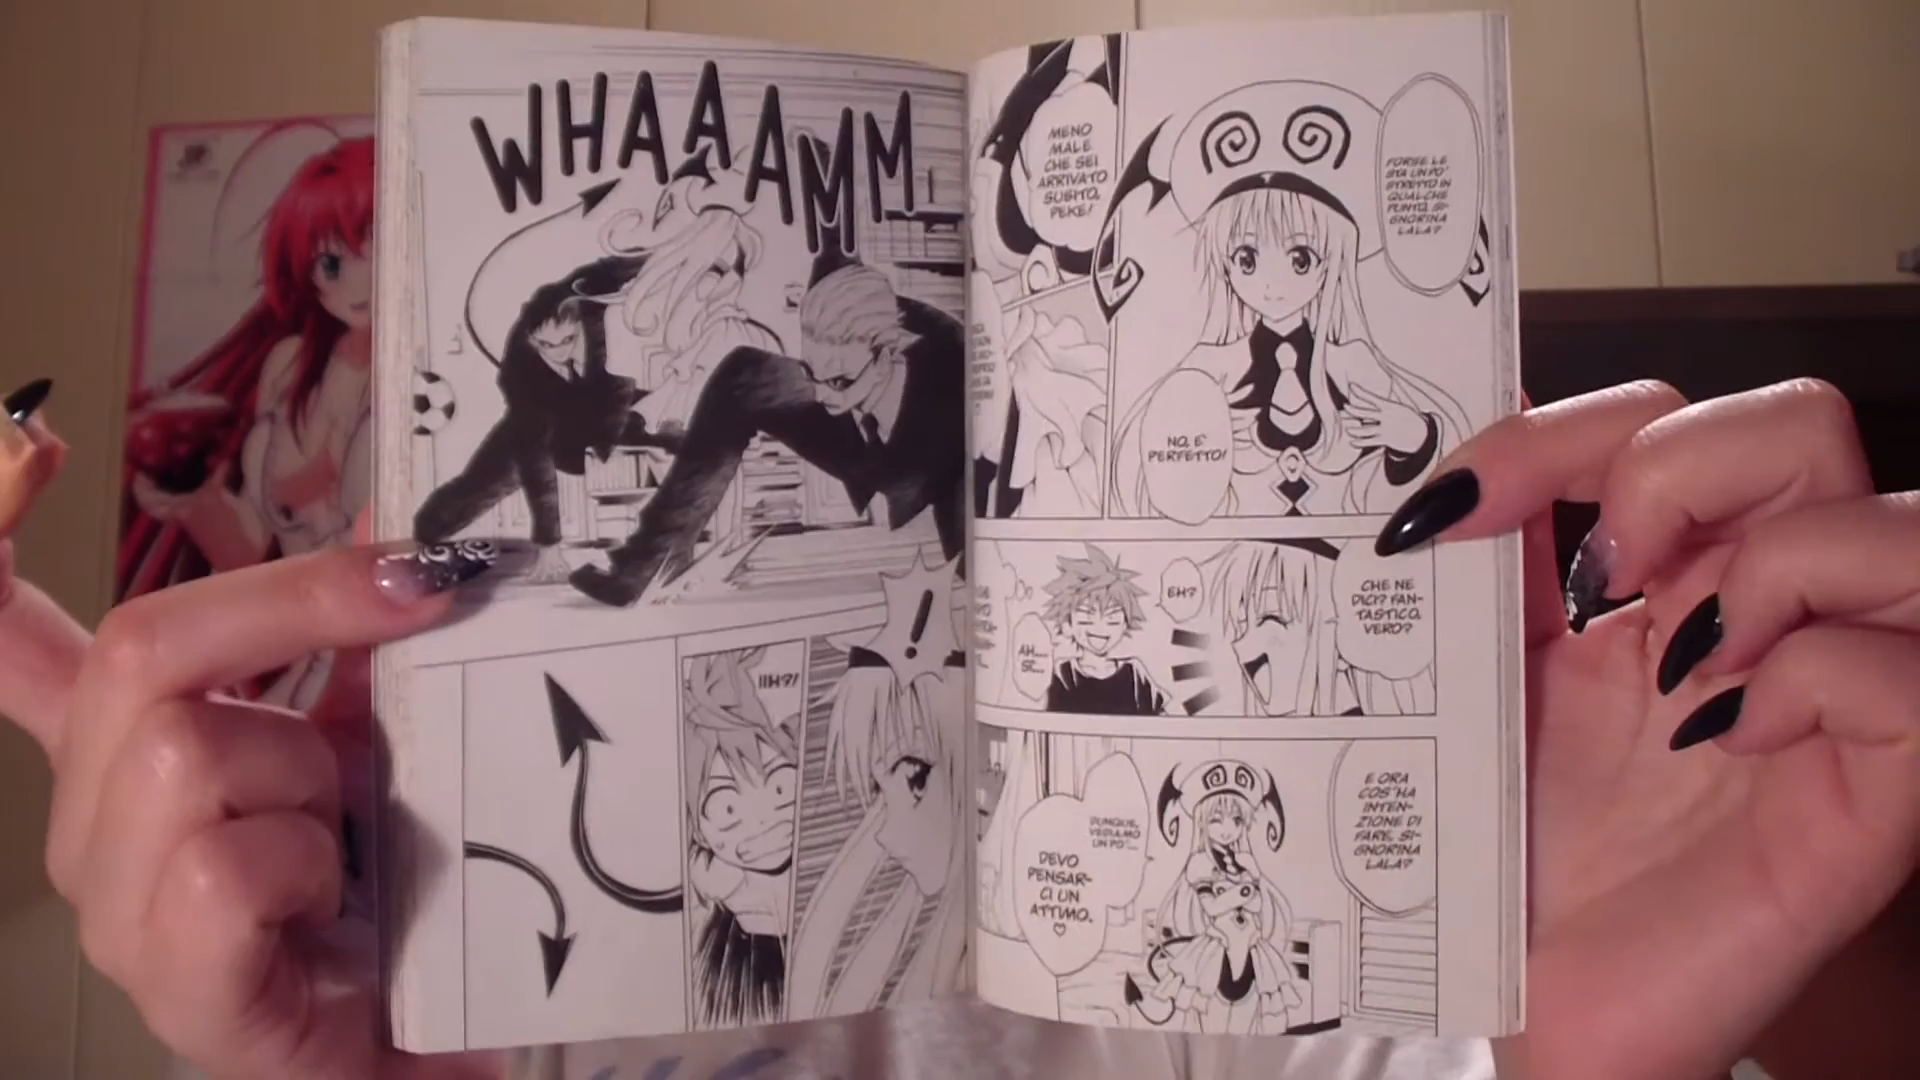 MENO
MALE
CHE SEI
ARRIVATO
SUBITO,
PEKE!
FORSE LE
STA UN PO'
STRETTO IN
QUALCHE
PUNTO, SI-
GNORINA
LALA?
NO, E'
PERFETTO!
CHE NE
DICI? FAN-
TASTICO,
VERO?
EH?
AH...
SÌ...
E ORA
COS'HA
INTEN-
ZIONE DI
FARE, SI-
GNORINA
LALA?
DUNQUE,
VEDIAMO
UN PO'...
DEVO
PENSAR-
CI UN
ATTIMO.
WHAAAAMM
!
IIH?!